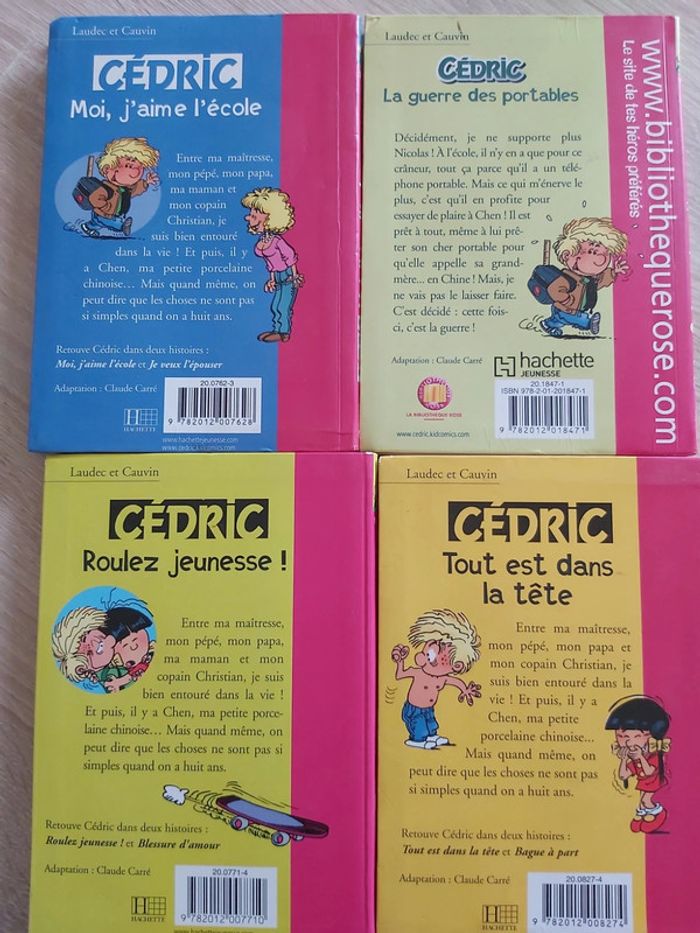 Laudec et Cauvin
CÉDRIC
Moi, j'aime l'école
Entre ma maîtresse,
mon pépé, mon papa,
ma maman et
mon copain
Christian, je
suis bien entouré
dans la vie ! Et puis, il y
a Chen, ma petite porcelaine
chinoise... Mais quand même, on
peut dire que les choses ne sont pas
si simples quand on a huit ans.
Retouve Cédric dans deux histoires :
Moi, j'aime l'école et Je veux l'épouser
Adaptation : Claude Carré
20.0762-3
9 782012 007628
HACHETTE
www.hachettejeunesse.com
www.cedric.kidcomics.com
Laudec et Cauvin
CÉDRIC
La guerre des portables
Décidément, je ne supporte plus
Nicolas ! À l'école, il n'y en a que pour ce
crâneur, tout ça parce qu'il a un télé-
phone portable. Mais ce qui m'énerve le
plus, c'est qu'il en profite pour
essayer de plaire à Chen ! Il est
prêt à tout, même à lui prê-
ter son cher portable pour
qu'elle appelle sa grand-
mère... en Chine ! Mais, je
ne vais pas le laisser faire.
C'est décidé : cette fois-
ci, c'est la guerre !
Adaptation : Claude Carré
hachette
JEUNESSE
20.1847-1
ISBN 978-2-01-201847-1
9 782012 018471
LA BIBLIOTHÈQUE ROSE
www.cedric.kidcomics.com
www.bibliothequerose.com
Le site de tes héros préférés
Laudec et Cauvin
CÉDRIC
Roulez jeunesse !
Entre ma maîtresse,
mon pépé, mon papa,
ma maman et mon
copain Christian, je suis
bien entouré dans la vie !
Et puis, il y a Chen, ma petite porce-
laine chinoise... Mais quand même, on
peut dire que les choses ne sont pas si
simples quand on a huit ans.
Retouve Cédric dans deux histoires :
Roulez jeunesse ! et Blessure d'amour
Adaptation : Claude Carré
20.0771-4
9 782012 007710
HACHETTE
Laudec et Cauvin
CÉDRIC
Tout est dans
la tête
Entre ma maîtresse,
mon pépé, mon papa et
mon copain Christian, je
suis bien entouré dans la
vie ! Et puis, il y a
Chen, ma petite
porcelaine chinoise...
Mais quand même, on
peut dire que les choses ne sont pas
si simples quand on a huit ans.
Retouve Cédric dans deux histoires :
Tout est dans la tête et Bague à part
Adaptation : Claude Carré
20.0827-4
9 782012 008274
HACHETTE